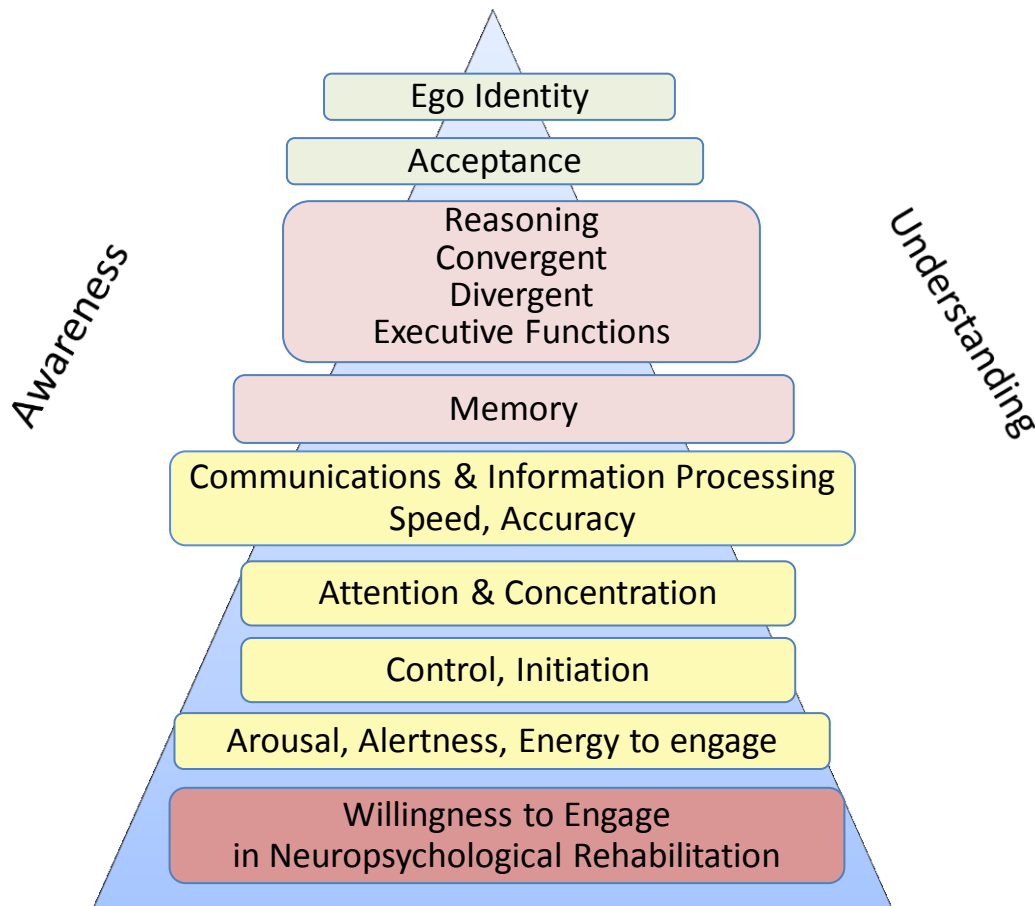 Ego Identity
Acceptance
Reasoning
Convergent
Divergent
Executive Functions
Awareness
Understanding
Memory
Communications & Information Processing
Speed, Accuracy
Attention & Concentration
Control, Initiation
Arousal, Alertness, Energy to engage
Willingness to Engage
in Neuropsychological Rehabilitation